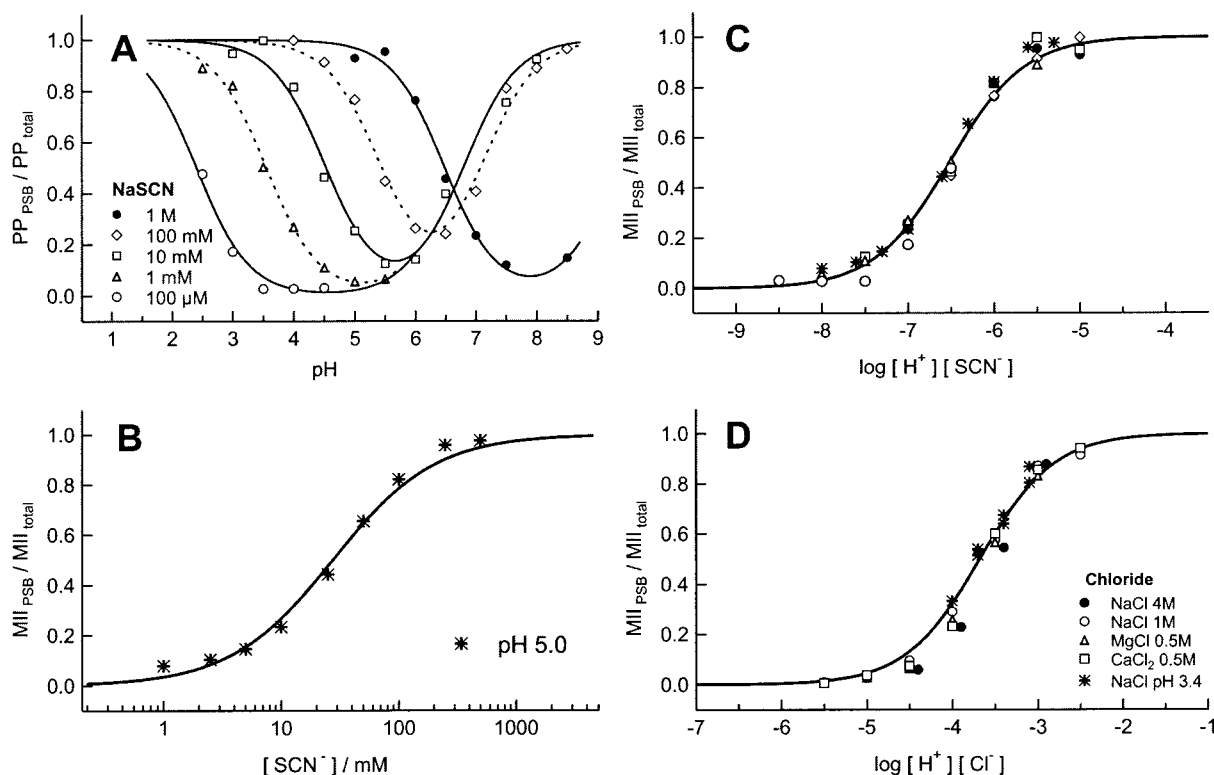 A
1.0
0.8
0.6
0.4
0.2
0.0
PP_PSB / PP_total
NaSCN
1 M
100 mM
10 mM
1 mM
100 µM
1 2 3 4 5 6 7 8 9
pH
C
1.0
0.8
0.6
0.4
0.2
0.0
MII_PSB / MII_total
-9 -8 -7 -6 -5 -4
log [ H⁺ ] [ SCN⁻ ]
B
1.0
0.8
0.6
0.4
0.2
0.0
MII_PSB / MII_total
pH 5.0
1 10 100 1000
[ SCN⁻ ] / mM
D
1.0
0.8
0.6
0.4
0.2
0.0
MII_PSB / MII_total
Chloride
NaCl 4M
NaCl 1M
MgCl 0.5M
CaCl₂ 0.5M
NaCl pH 3.4
-7 -6 -5 -4 -3 -2 -1
log [ H⁺ ] [ Cl⁻ ]